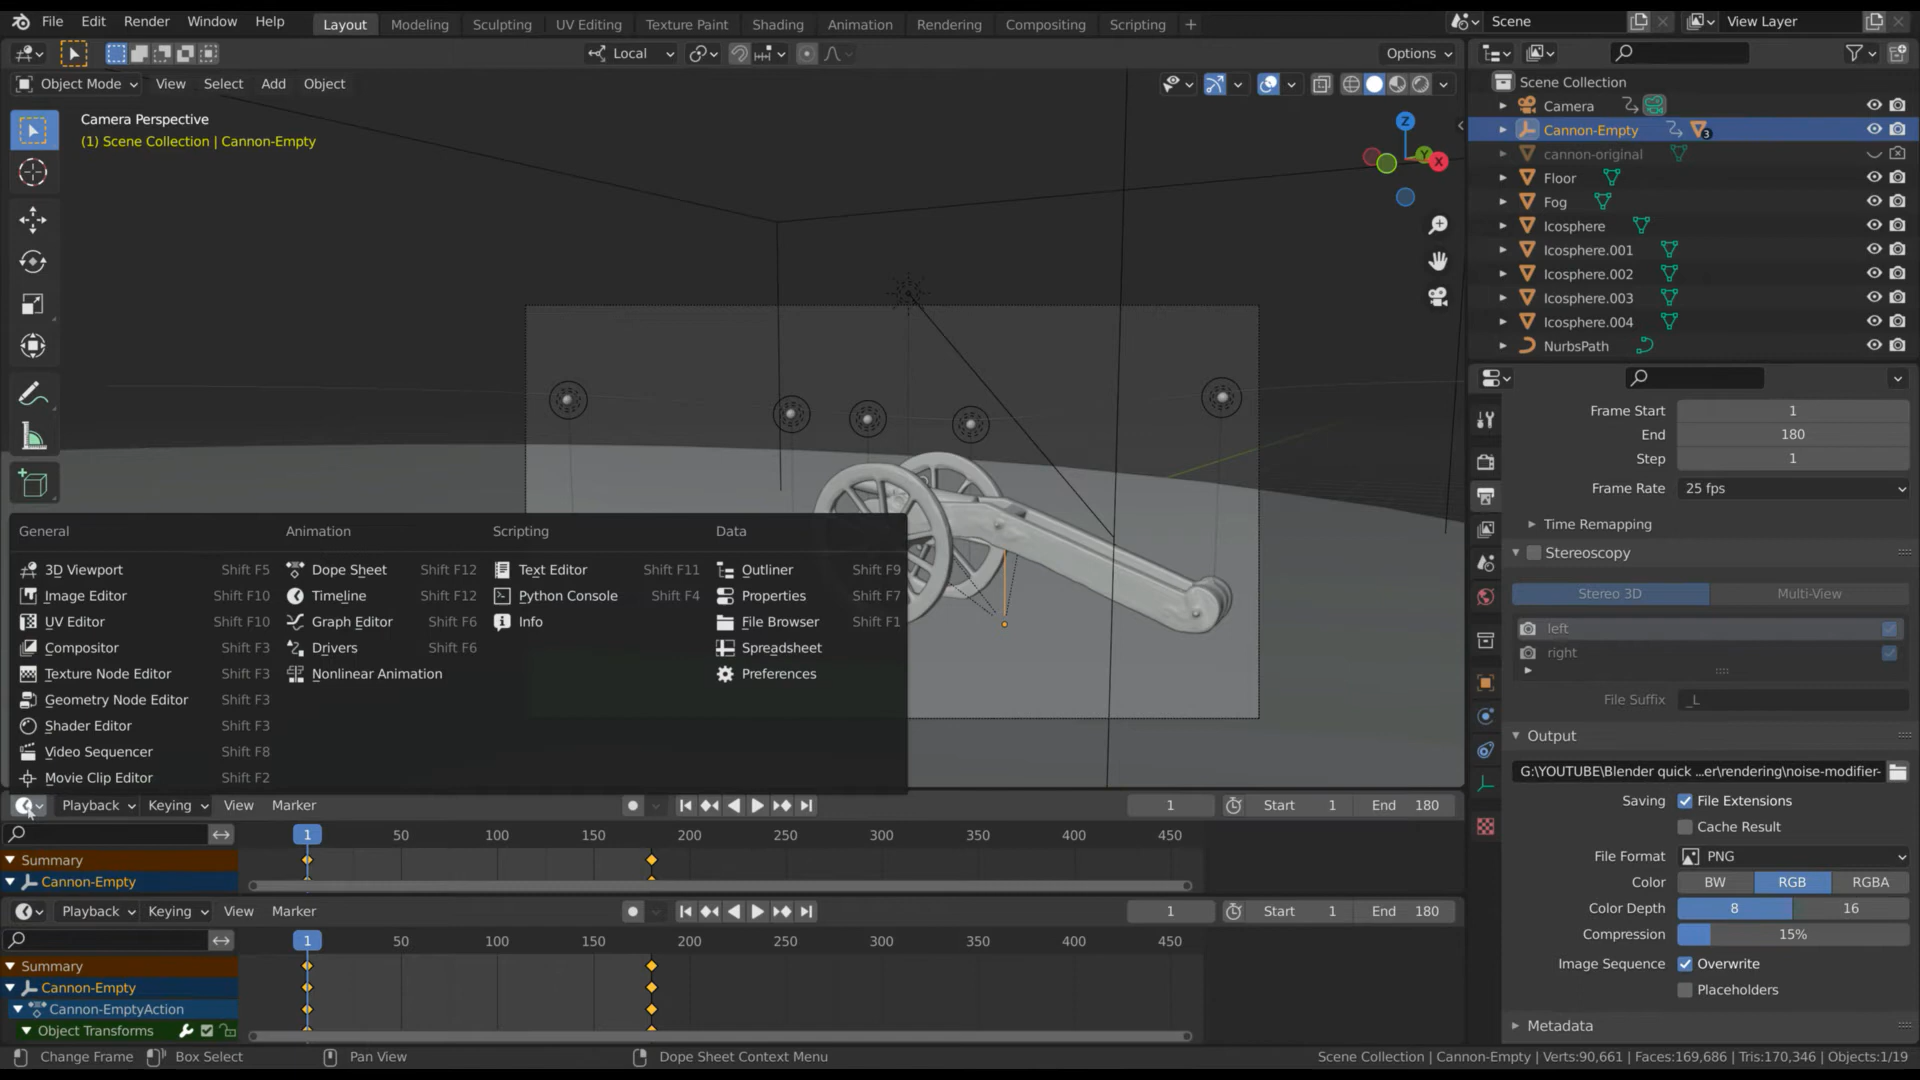 File Edit Render Window Help Layout Modeling Sculpting UV Editing Texture Paint Shading Animation Rendering Compositing Scripting + Scene View Layer
Local Options
Object Mode View Select Add Object
Camera Perspective
(1) Scene Collection | Cannon-Empty
Z
Y
X
Scene Collection
Camera
Cannon-Empty 3
cannon-original
Floor
Fog
Icosphere
Icosphere.001
Icosphere.002
Icosphere.003
Icosphere.004
NurbsPath
General
3D Viewport Shift F5
Image Editor Shift F10
UV Editor Shift F10
Compositor Shift F3
Texture Node Editor Shift F3
Geometry Node Editor Shift F3
Shader Editor Shift F3
Video Sequencer Shift F8
Movie Clip Editor Shift F2
Animation
Dope Sheet Shift F12
Timeline Shift F12
Graph Editor Shift F6
Drivers Shift F6
Nonlinear Animation
Scripting
Text Editor Shift F11
Python Console Shift F4
Info
Data
Outliner Shift F9
Properties Shift F7
File Browser Shift F1
Spreadsheet
Preferences
Frame Start 1
End 180
Step 1
Frame Rate 25 fps
Time Remapping
Stereoscopy
Stereo 3D Multi-View
left
right
File Suffix _L
Output
G:\YOUTUBE\Blender quick ...er\rendering\noise-modifier-
Saving File Extensions
Cache Result
File Format PNG
Color BW RGB RGBA
Color Depth 8 16
Compression 15%
Image Sequence Overwrite
Placeholders
Metadata
Playback Keying View Marker 1 Start 1 End 180
1 50 100 150 200 250 300 350 400 450
Summary
Cannon-Empty
Playback Keying View Marker 1 Start 1 End 180
1 50 100 150 200 250 300 350 400 450
Summary
Cannon-Empty
Cannon-EmptyAction
Object Transforms
Change Frame Box Select Pan View Dope Sheet Context Menu Scene Collection | Cannon-Empty | Verts:90,661 | Faces:169,686 | Tris:170,346 | Objects:1/19